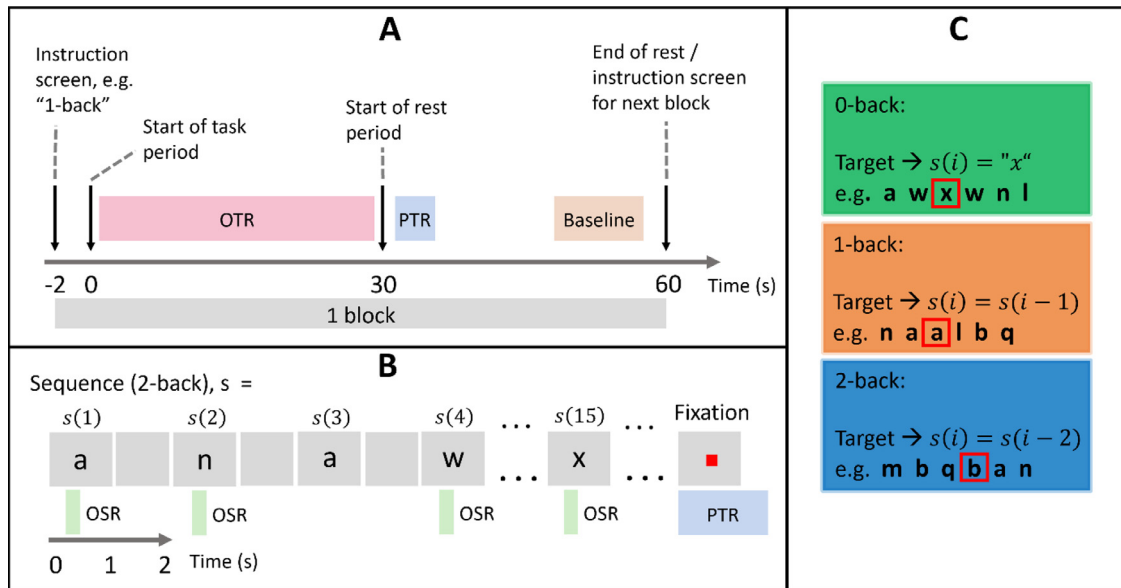 A
Instruction
screen, e.g.
“1-back”
Start of task
period
Start of rest
period
End of rest /
instruction screen
for next block
OTR
PTR
Baseline
-2 0 30 60 Time (s)
1 block
B
Sequence (2-back), s =
s(1) s(2) s(3) s(4) ... s(15) ... Fixation
a n a w ... x ...
OSR OSR OSR OSR PTR
0 1 2 Time (s)
C
0-back:
Target → s(i) = "x“
e.g. a w x w n l
1-back:
Target → s(i) = s(i − 1)
e.g. n a a l b q
2-back:
Target → s(i) = s(i − 2)
e.g. m b q b a n